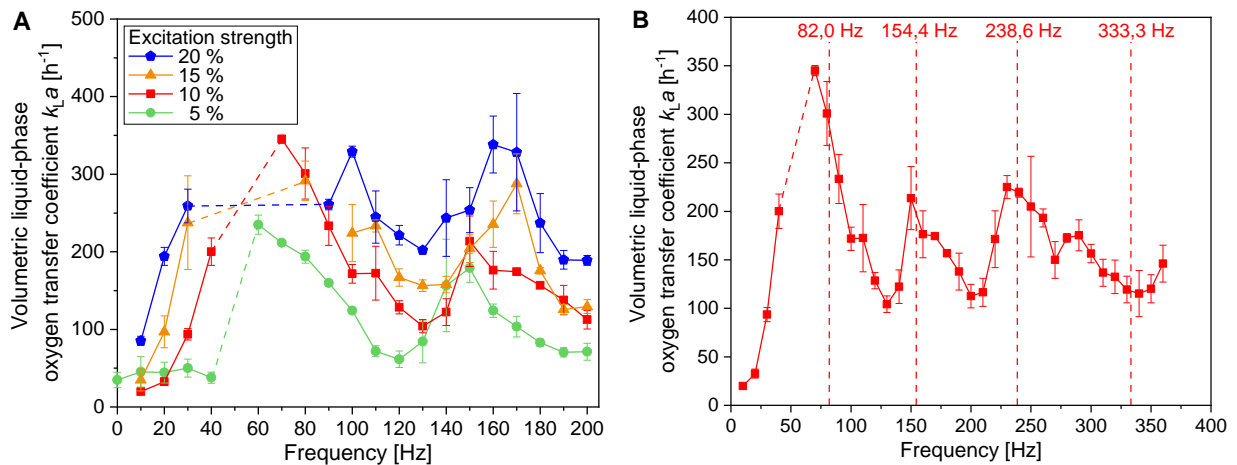 A
Volumetric liquid-phase
oxygen transfer coefficient kLa [h-1]
500
400
300
200
100
0
Excitation strength
20 %
15 %
10 %
5 %
0 20 40 60 80 100 120 140 160 180 200
Frequency [Hz]
B
82,0 Hz 154,4 Hz 238,6 Hz 333,3 Hz
Volumetric liquid-phase
oxygen transfer coefficient kLa [h-1]
400
350
300
250
200
150
100
50
0
0 50 100 150 200 250 300 350 400
Frequency [Hz]